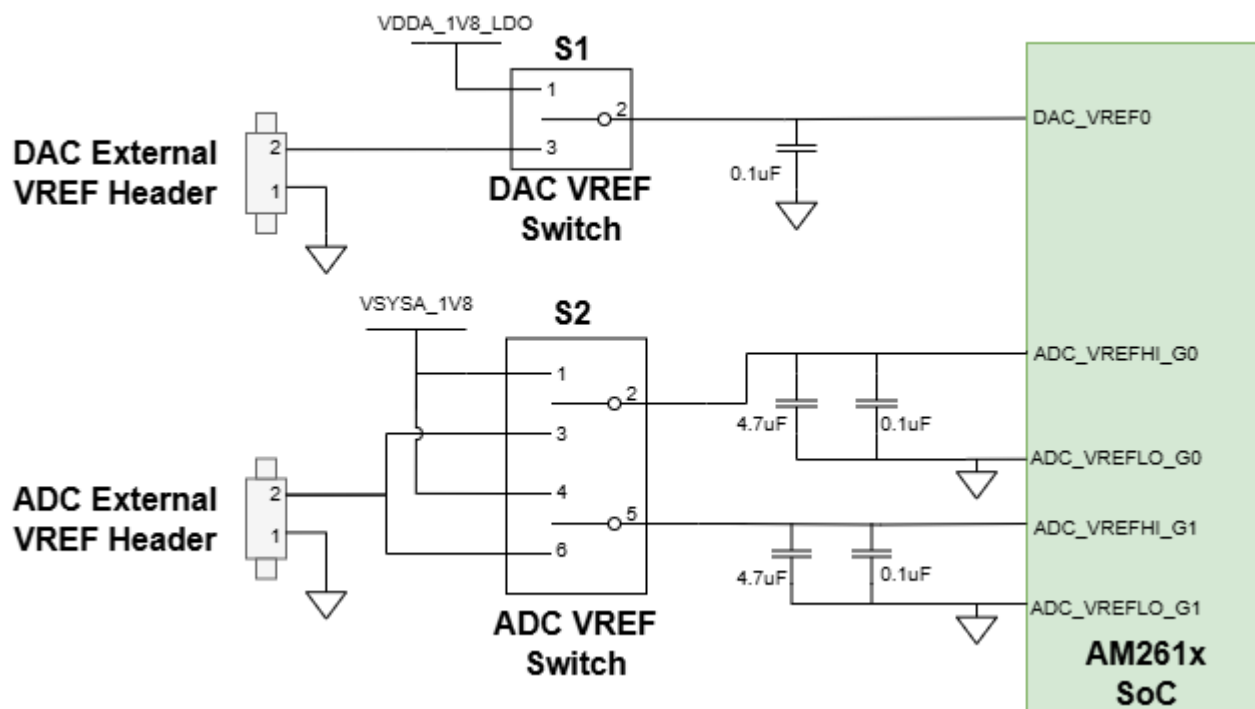 VDDA_1V8_LDO
S1
1
2
3
DAC VREF
Switch
DAC External
VREF Header
2
1
0.1uF
DAC_VREF0
VSYSA_1V8
S2
1
2
3
4
5
6
ADC VREF
Switch
ADC External
VREF Header
2
1
4.7uF
0.1uF
4.7uF
0.1uF
ADC_VREFHI_G0
ADC_VREFLO_G0
ADC_VREFHI_G1
ADC_VREFLO_G1
AM261x
SoC